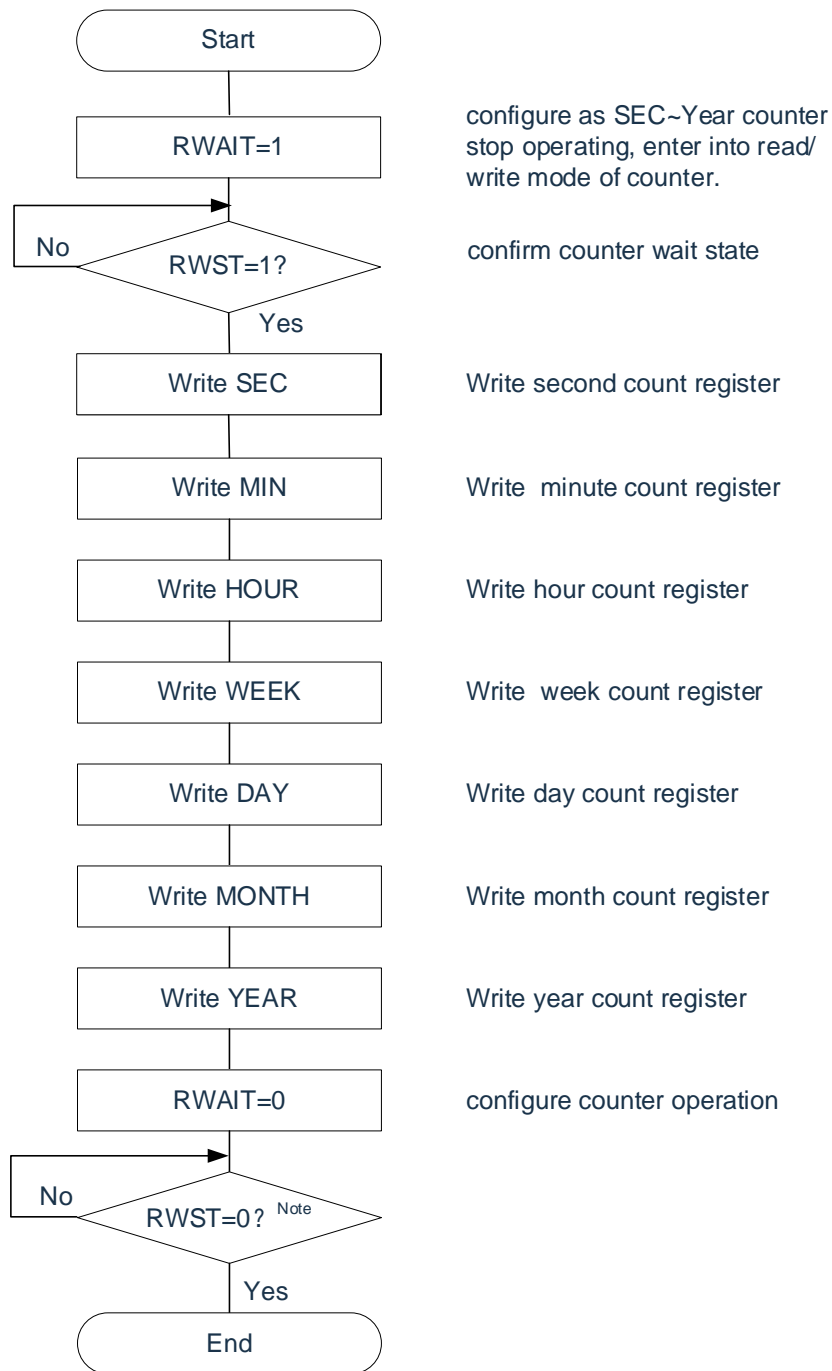 Start
RWAIT=1
configure as SEC~Year counter
stop operating, enter into read/
write mode of counter.
No
RWST=1?
confirm counter wait state
Yes
Write SEC
Write second count register
Write MIN
Write  minute count register
Write HOUR
Write hour count register
Write WEEK
Write  week count register
Write DAY
Write day count register
Write MONTH
Write month count register
Write YEAR
Write year count register
RWAIT=0
configure counter operation
No
RWST=0? Note
Yes
End